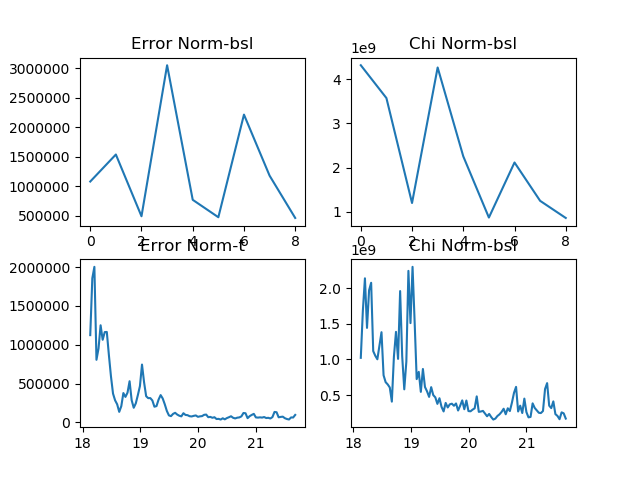 Error Norm-bsl
3000000
2500000
2000000
1500000
1000000
500000
0 2 4 6 8
Chi Norm-bsl
1e9
4
3
2
1
0 2 4 6 8
Error Norm-t
2000000
1500000
1000000
500000
0
18 19 20 21
Chi Norm-bsl
1e9
2.0
1.5
1.0
0.5
18 19 20 21